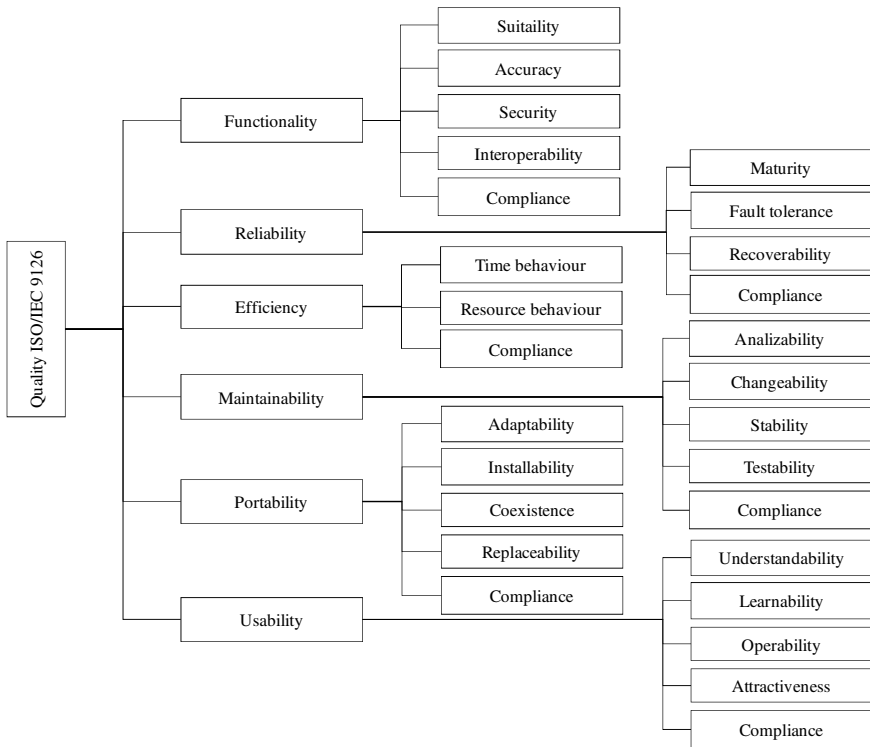 Quality ISO/IEC 9126
Functionality
Suitaility
Accuracy
Security
Interoperability
Compliance
Reliability
Maturity
Fault tolerance
Recoverability
Compliance
Efficiency
Time behaviour
Resource behaviour
Compliance
Maintainability
Analizability
Changeability
Stability
Testability
Compliance
Portability
Adaptability
Installability
Coexistence
Replaceability
Compliance
Usability
Understandability
Learnability
Operability
Attractiveness
Compliance